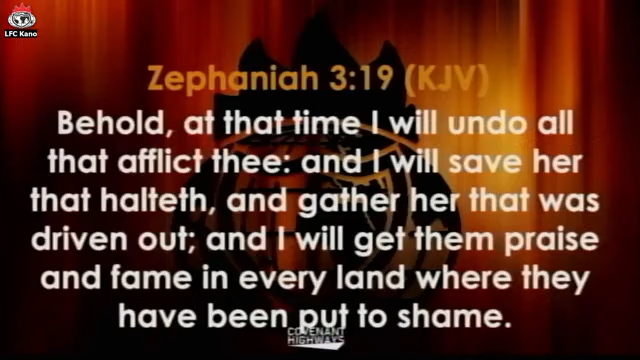 LFC Kano
Zephaniah 3:19 (KJV)
Behold, at that time I will undo all
that afflict thee: and I will save her
that halteth, and gather her that was
driven out; and I will get them praise
and fame in every land where they
have been put to shame.
COVENANT
HIGHWAYS